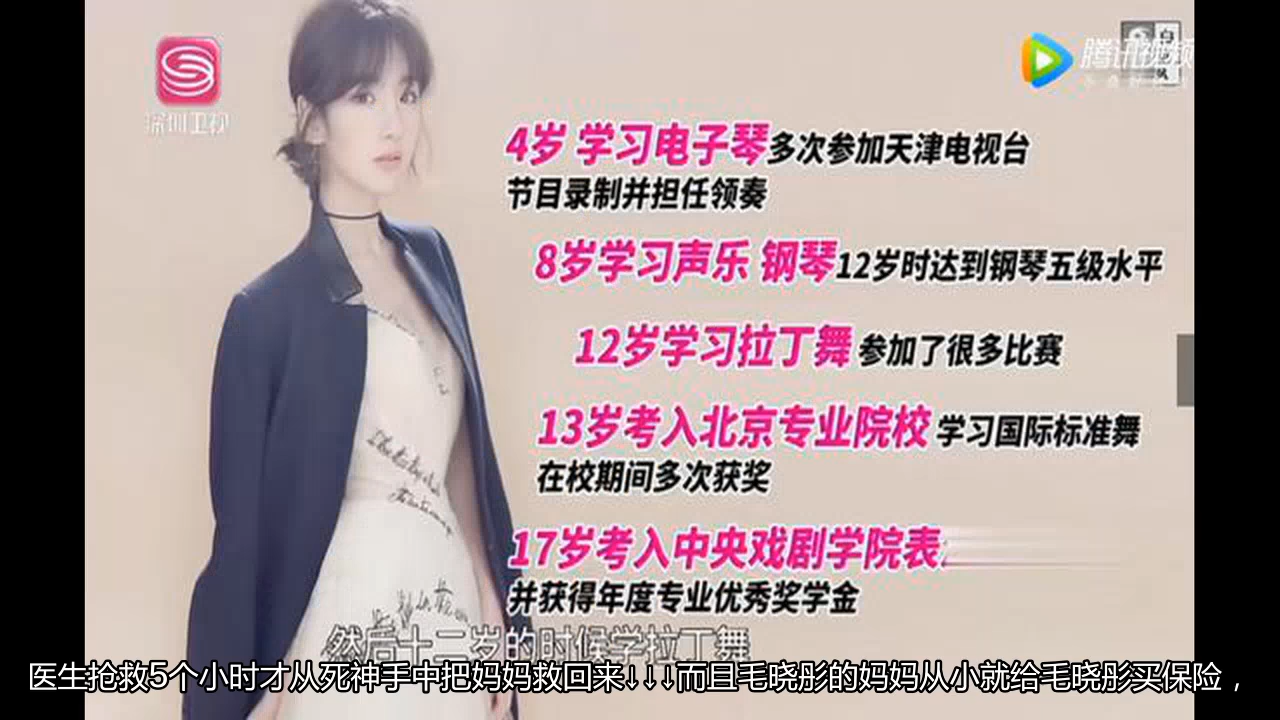 深圳卫视
腾讯视频
4岁 学习电子琴多次参加天津电视台
节目录制并担任领奏
8岁学习声乐 钢琴12岁时达到钢琴五级水平
12岁学习拉丁舞 参加了很多比赛
13岁考入北京专业院校 学习国际标准舞
在校期间多次获奖
17岁考入中央戏剧学院表
并获得年度专业优秀奖学金
然后十二岁的时候学拉丁舞
医生抢救5个小时才从死神手中把妈妈救回来↓↓↓而且毛晓彤的妈妈从小就给毛晓彤买保险，